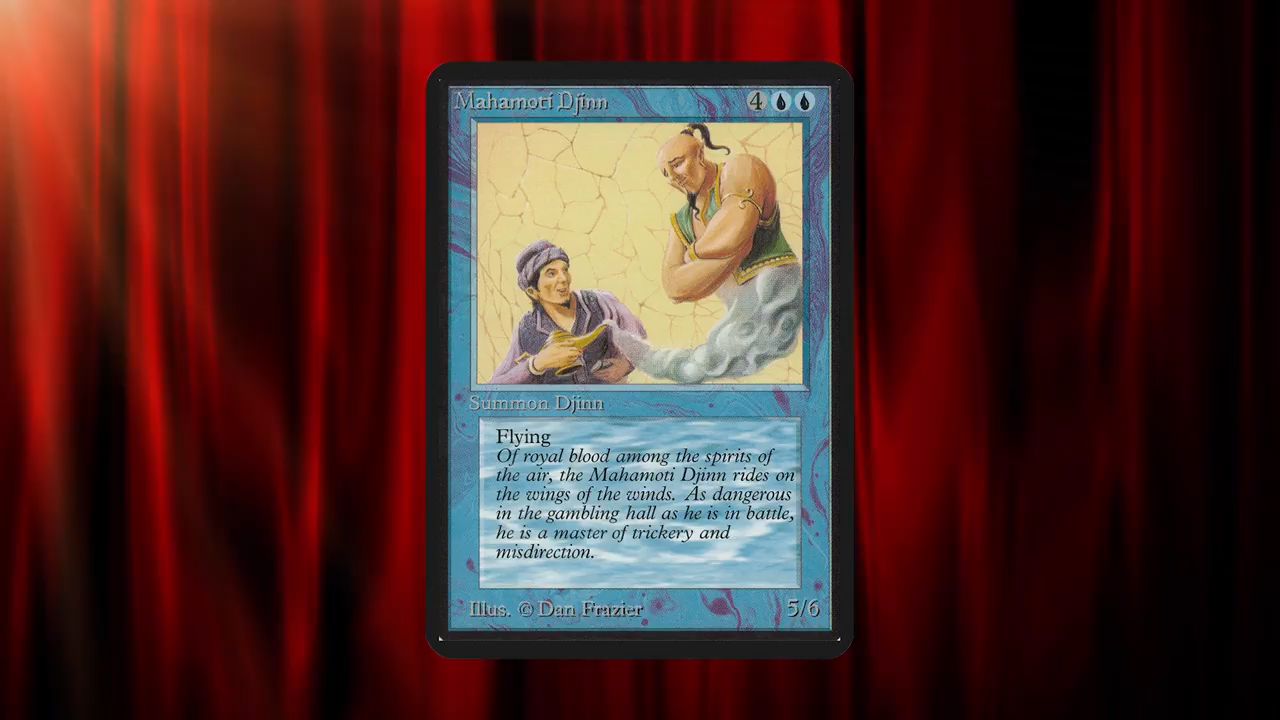 Mahamoti Djinn 4
Summon Djinn
Flying
Of royal blood among the spirits of
the air, the Mahamoti Djinn rides on
the wings of the winds. As dangerous
in the gambling hall as he is in battle,
he is a master of trickery and
misdirection.
Illus. © Dan Frazier 5/6